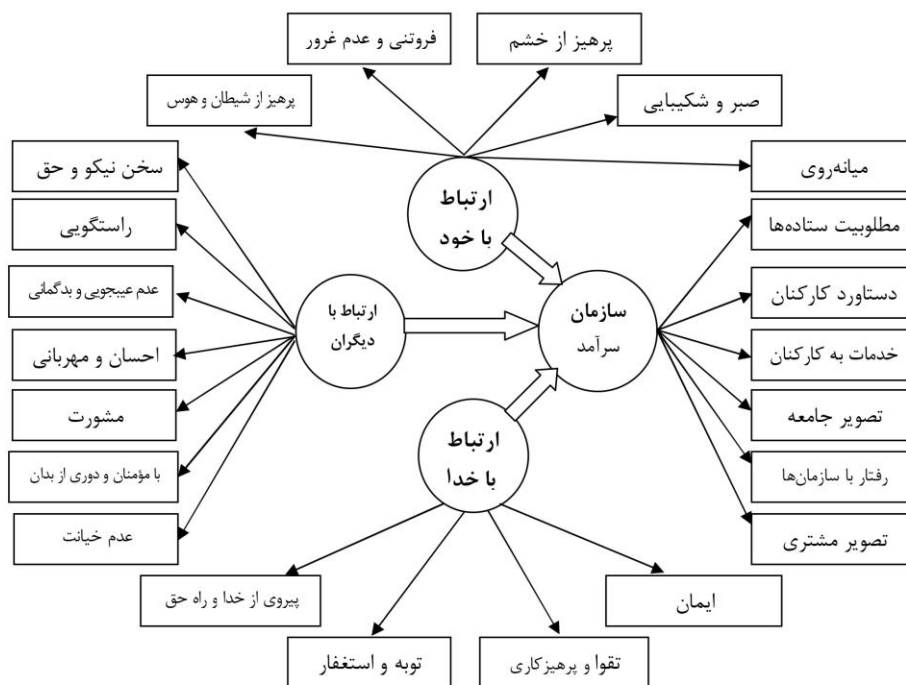 فروتنی و عدم غرور
پرهیز از خشم
پرهیز از شیطان و هوس
صبر و شکیبایی
میانه‌روی
ارتباط
با خود
سخن نیکو و حق
راستگویی
عدم عیبجویی و بدگمانی
احسان و مهربانی
مشورت
با مؤمنان و دوری از بدان
عدم خیانت
ارتباط با
دیگران
سازمان
سرآمد
مطلوبیت ستاده‌ها
دستاورد کارکنان
خدمات به کارکنان
تصویر جامعه
رفتار با سازمان‌ها
تصویر مشتری
ارتباط
با خدا
پیروی از خدا و راه حق
توبه و استغفار
تقوا و پرهیزکاری
ایمان